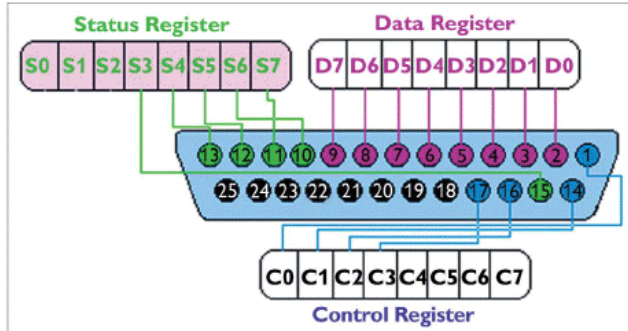 Status Register Data Register
S0 S1 S2 S3 S4 S5 S6 S7 D7 D6 D5 D4 D3 D2 D1 D0
13 12 11 10 9 8 7 6 5 4 3 2 1
25 24 23 22 21 20 19 18 17 16 15 14
C0 C1 C2 C3 C4 C5 C6 C7
Control Register